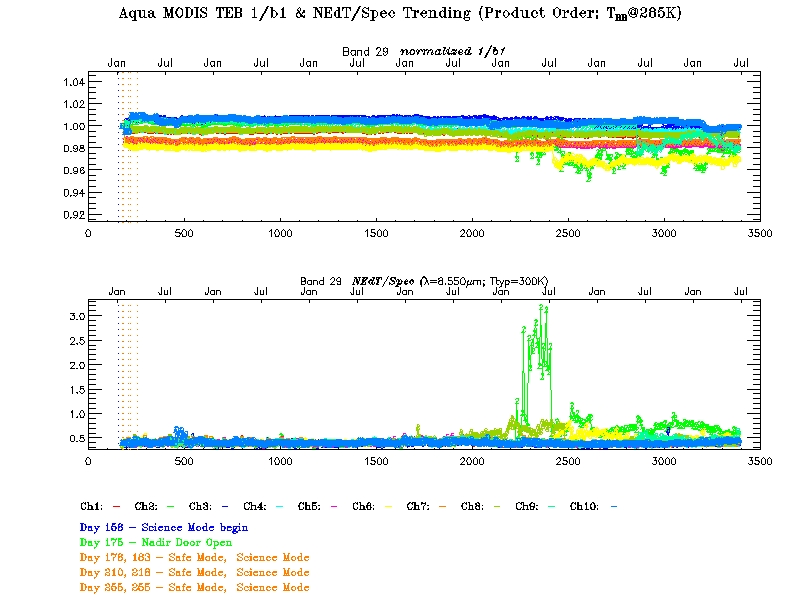 Aqua MODIS TEB 1/b1 & NEdT/Spec Trending (Product Order; TBB@285K)
Band 29 normalized 1/b1
Jan Jul Jan Jul Jan Jul Jan Jul Jan Jul Jan Jul Jan Jul
1.04
1.02
1.00
0.98
0.96
0.94
0.92
0 500 1000 1500 2000 2500 3000 3500
Band 29 NEdT/Spec (λ=8.550μm; Ttyp=300K)
Jan Jul Jan Jul Jan Jul Jan Jul Jan Jul Jan Jul Jan Jul
3.0
2.5
2.0
1.5
1.0
0.5
0 500 1000 1500 2000 2500 3000 3500
Ch1: Ch2: Ch3: Ch4: Ch5: Ch6: Ch7: Ch8: Ch9: Ch10:
Day 156 - Science Mode begin
Day 175 - Nadir Door Open
Day 178, 183 - Safe Mode, Science Mode
Day 210, 218 - Safe Mode, Science Mode
Day 255, 255 - Safe Mode, Science Mode